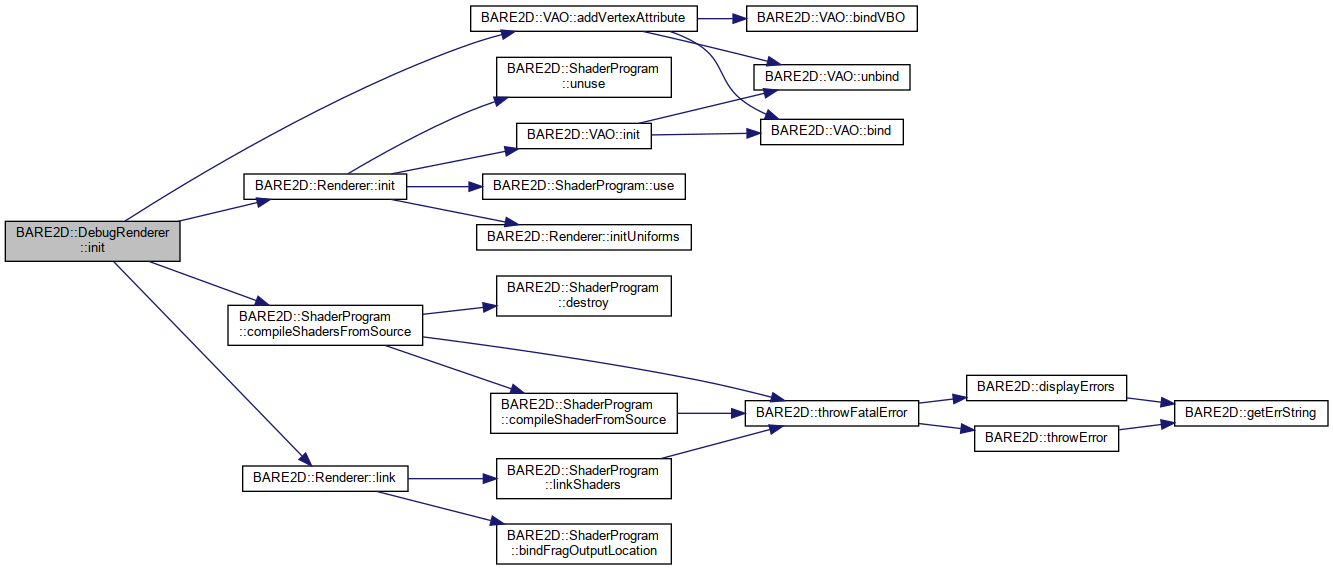 BARE2D::DebugRenderer
::init
BARE2D::VAO::addVertexAttribute
BARE2D::VAO::bindVBO
BARE2D::VAO::unbind
BARE2D::VAO::bind
BARE2D::Renderer::init
BARE2D::ShaderProgram
::unuse
BARE2D::VAO::init
BARE2D::ShaderProgram::use
BARE2D::Renderer::initUniforms
BARE2D::ShaderProgram
::compileShadersFromSource
BARE2D::ShaderProgram
::destroy
BARE2D::ShaderProgram
::compileShaderFromSource
BARE2D::throwFatalError
BARE2D::displayErrors
BARE2D::throwError
BARE2D::getErrString
BARE2D::Renderer::link
BARE2D::ShaderProgram
::linkShaders
BARE2D::ShaderProgram
::bindFragOutputLocation